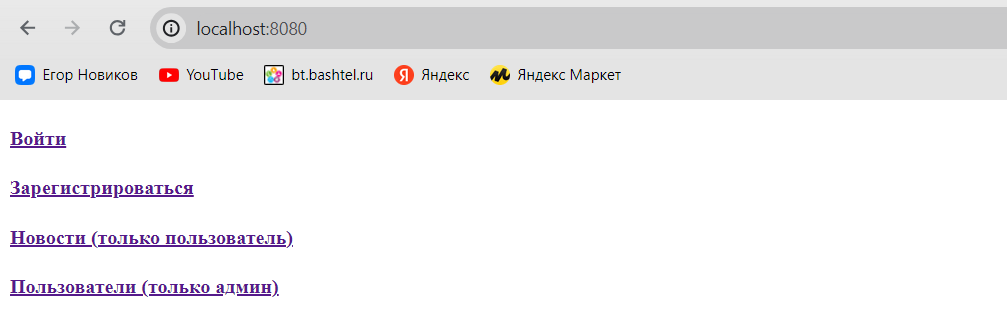 localhost:8080
Егор Новиков YouTube bt.bashtel.ru Яндекс Яндекс Маркет
Войти
Зарегистрироваться
Новости (только пользователь)
Пользователи (только админ)